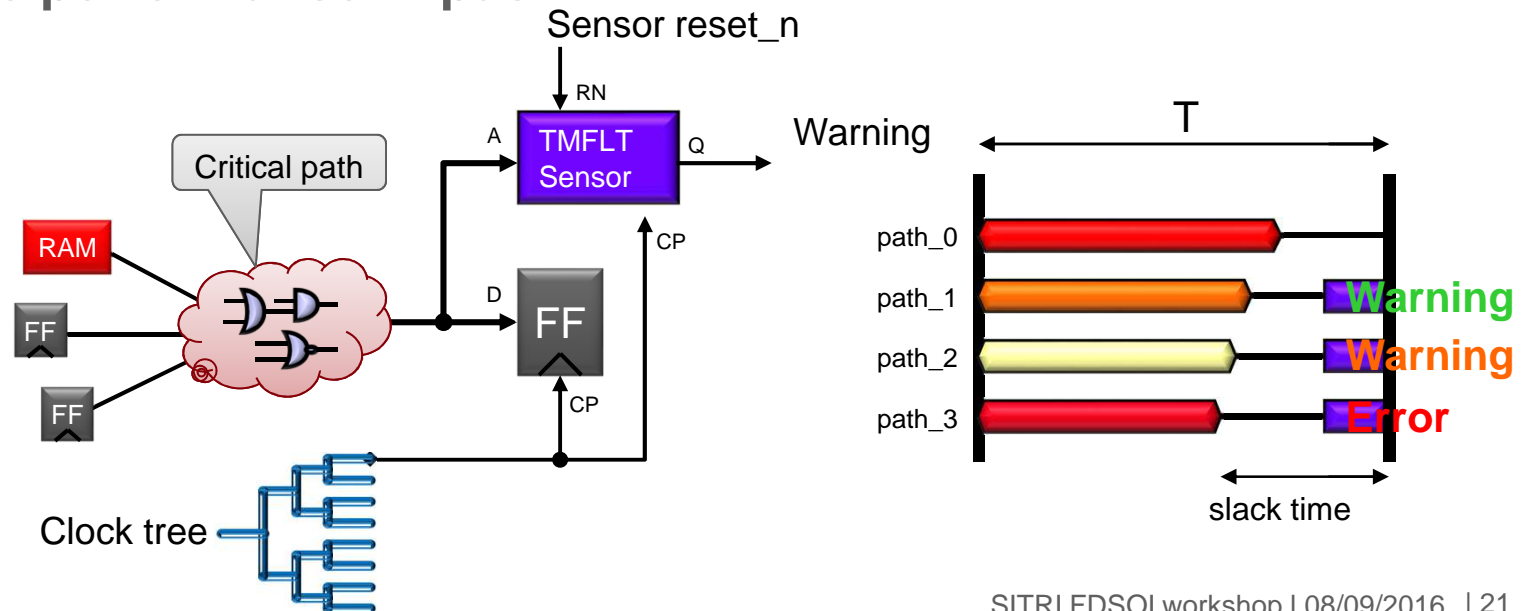 Sensor reset_n
RN
A
TMFLT
Sensor
Q
Warning
Critical path
RAM
FF
FF
D
FF
CP
CP
Clock tree
T
path_0
path_1
Warning
path_2
Warning
path_3
Error
slack time
SITRI FDSOI workshop | 08/09/2016 | 21